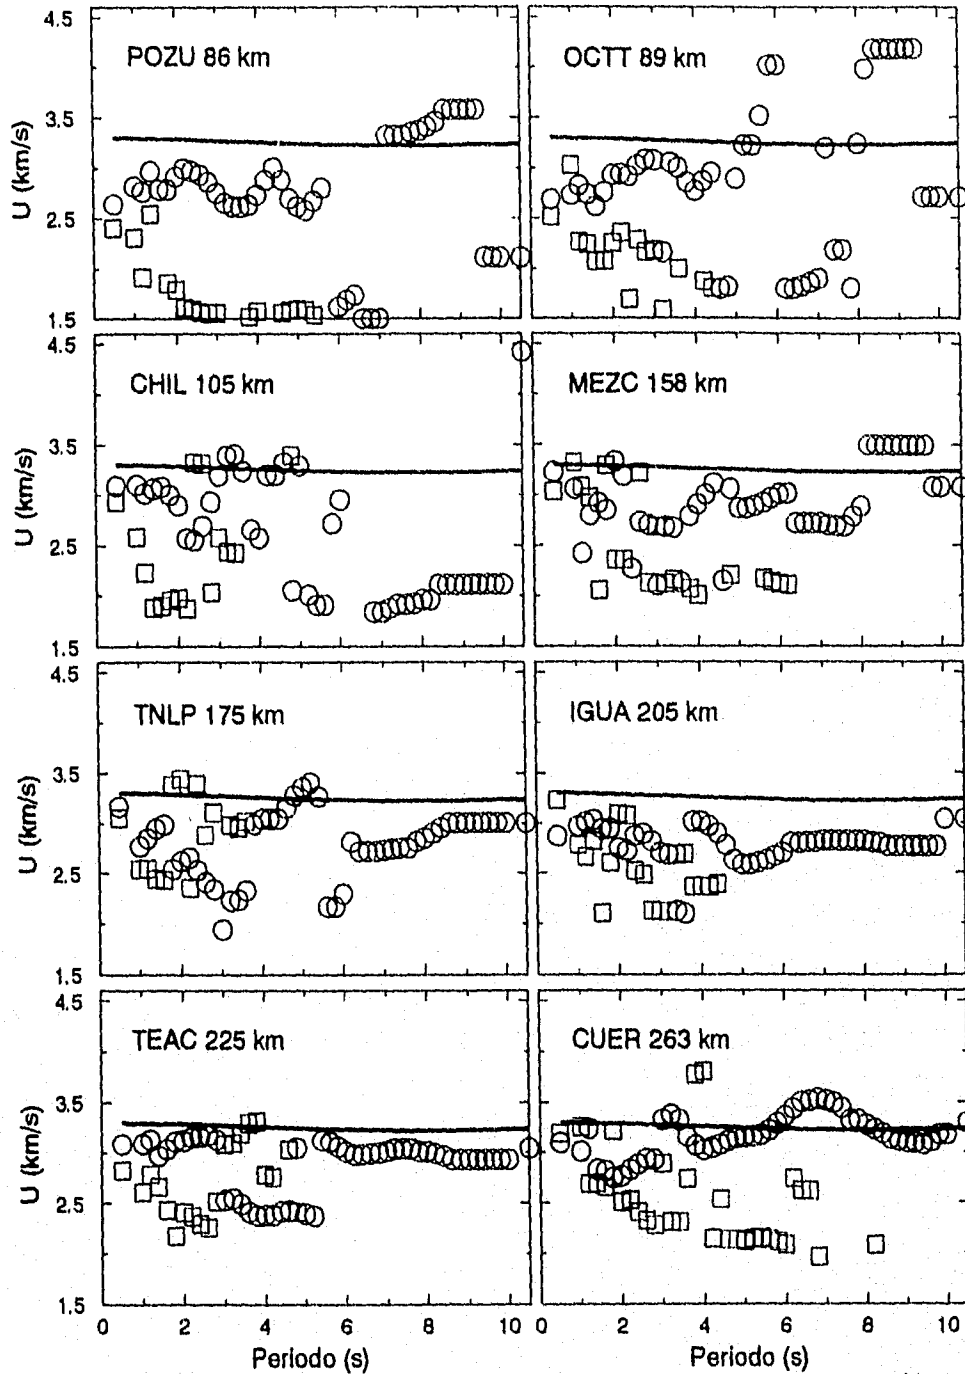 POZU 86 km
OCTT 89 km
4.5
3.5
2.5
1.5
U (km/s)
CHIL 105 km
MEZC 158 km
4.5
3.5
2.5
1.5
U (km/s)
TNLP 175 km
IGUA 205 km
4.5
3.5
2.5
1.5
U (km/s)
TEAC 225 km
CUER 263 km
4.5
3.5
2.5
1.5
U (km/s)
0 2 4 6 8 10
0 2 4 6 8 10
Periodo (s)
Periodo (s)